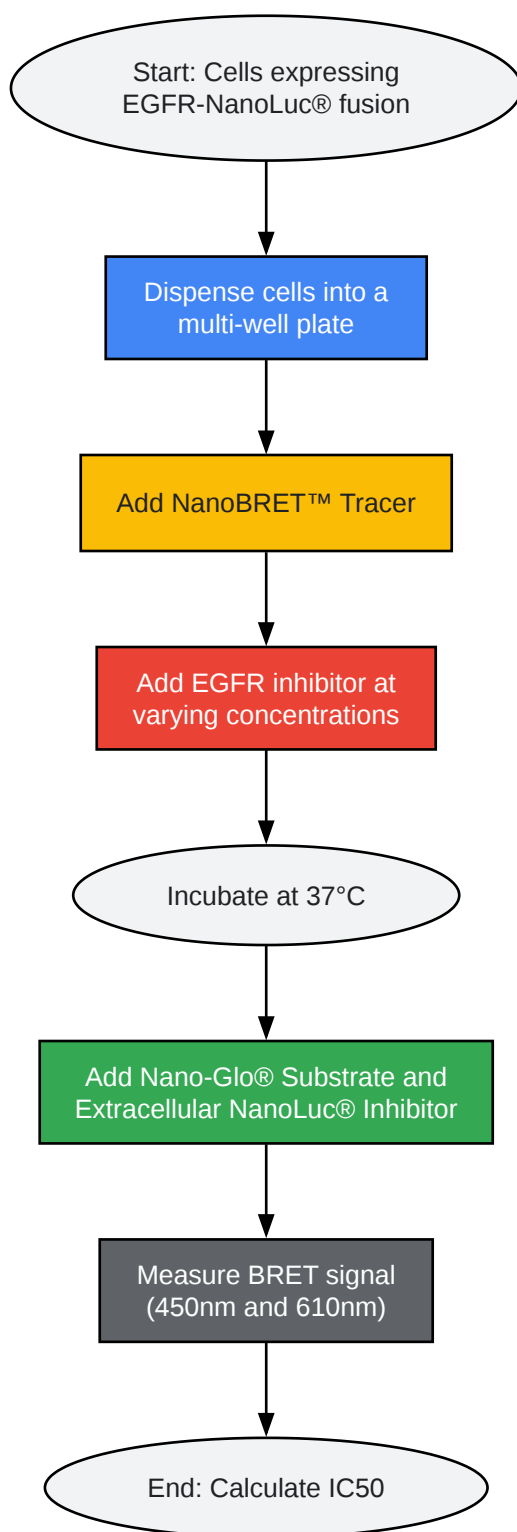 Start: Cells expressing
EGFR-NanoLuc® fusion
Dispense cells into a
multi-well plate
Add NanoBRET™ Tracer
Add EGFR inhibitor at
varying concentrations
Incubate at 37°C
Add Nano-Glo® Substrate and
Extracellular NanoLuc® Inhibitor
Measure BRET signal
(450nm and 610nm)
End: Calculate IC50